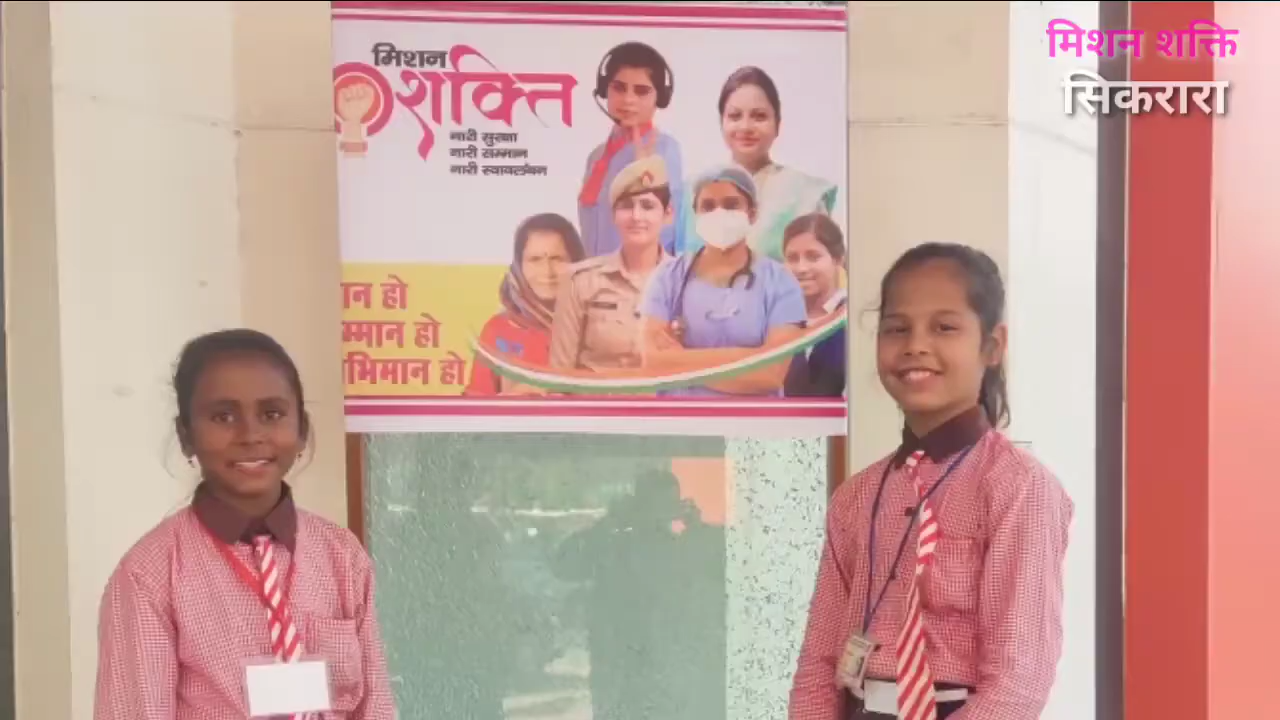 मिशन
शक्ति
नारी सुरक्षा
नारी सम्मान
नारी स्वावलंबन
मान हो
म्मान हो
भिमान हो
मिशन शक्ति
सिकरारा